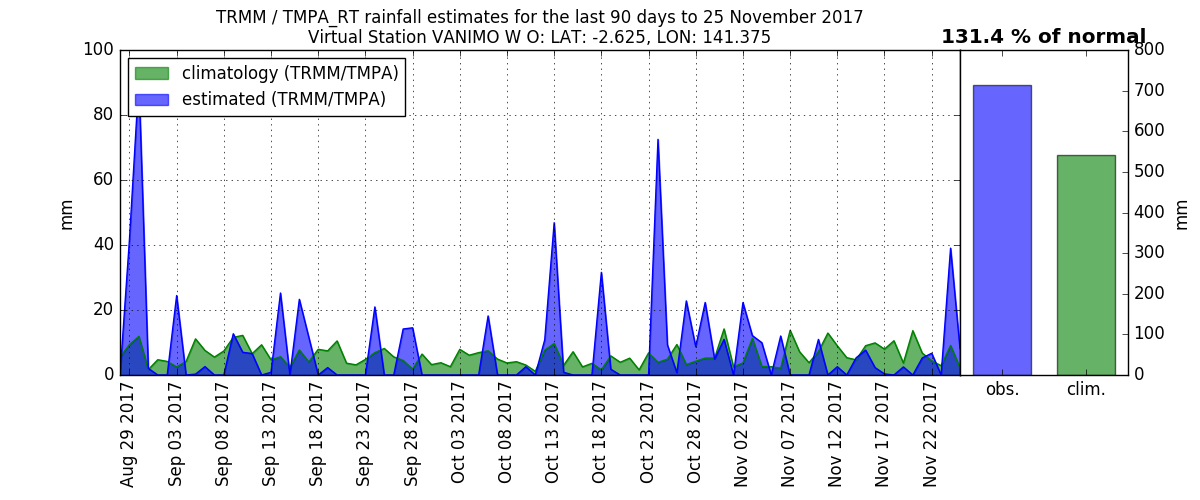 TRMM / TMPA_RT rainfall estimates for the last 90 days to 25 November 2017
Virtual Station VANIMO W O: LAT: -2.625, LON: 141.375
131.4 % of normal
climatology (TRMM/TMPA)
estimated (TRMM/TMPA)
100
80
60
40
20
0
mm
Aug 29 2017
Sep 03 2017
Sep 08 2017
Sep 13 2017
Sep 18 2017
Sep 23 2017
Sep 28 2017
Oct 03 2017
Oct 08 2017
Oct 13 2017
Oct 18 2017
Oct 23 2017
Oct 28 2017
Nov 02 2017
Nov 07 2017
Nov 12 2017
Nov 17 2017
Nov 22 2017
obs.
clim.
800
700
600
500
400
300
200
100
0
mm